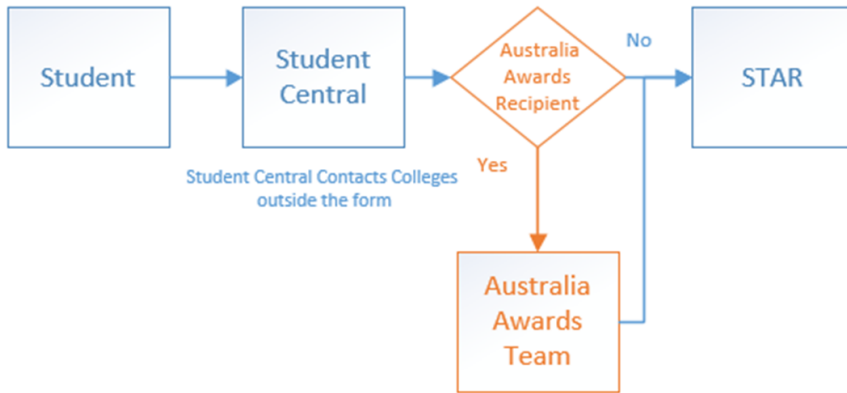 Student
Student
Central
Australia
Awards
Recipient
No
STAR
Student Central Contacts Colleges
outside the form
Yes
Australia
Awards
Team